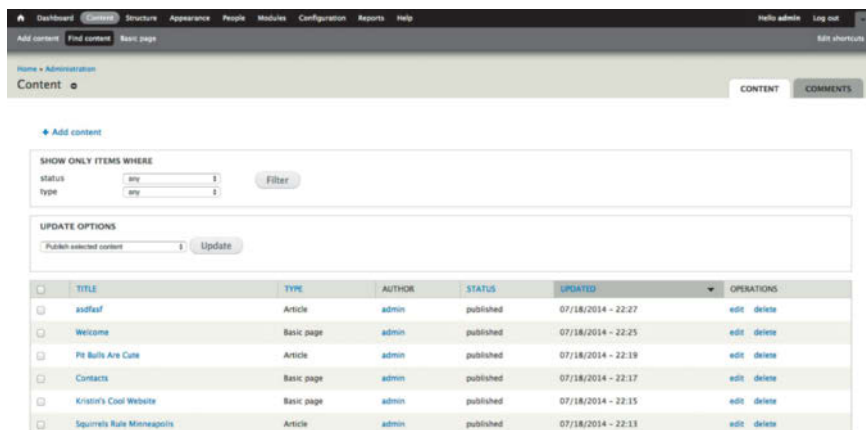 Dashboard Content Structure Appearance People Modules Configuration Reports Help Hello admin Log out
Add content Find content Basic page Edit shortcuts
Home » Administration
Content
CONTENT COMMENTS
+ Add content
SHOW ONLY ITEMS WHERE
status any
type any
Filter
UPDATE OPTIONS
Publish selected content Update
TITLE TYPE AUTHOR STATUS UPDATED OPERATIONS
asdfasf Article admin published 07/18/2014 - 22:27 edit delete
Welcome Basic page admin published 07/18/2014 - 22:25 edit delete
Pit Bulls Are Cute Article admin published 07/18/2014 - 22:19 edit delete
Contacts Basic page admin published 07/18/2014 - 22:17 edit delete
Kristin's Cool Website Basic page admin published 07/18/2014 - 22:15 edit delete
Squirrels Rule Minneapolis Article admin published 07/18/2014 - 22:13 edit delete